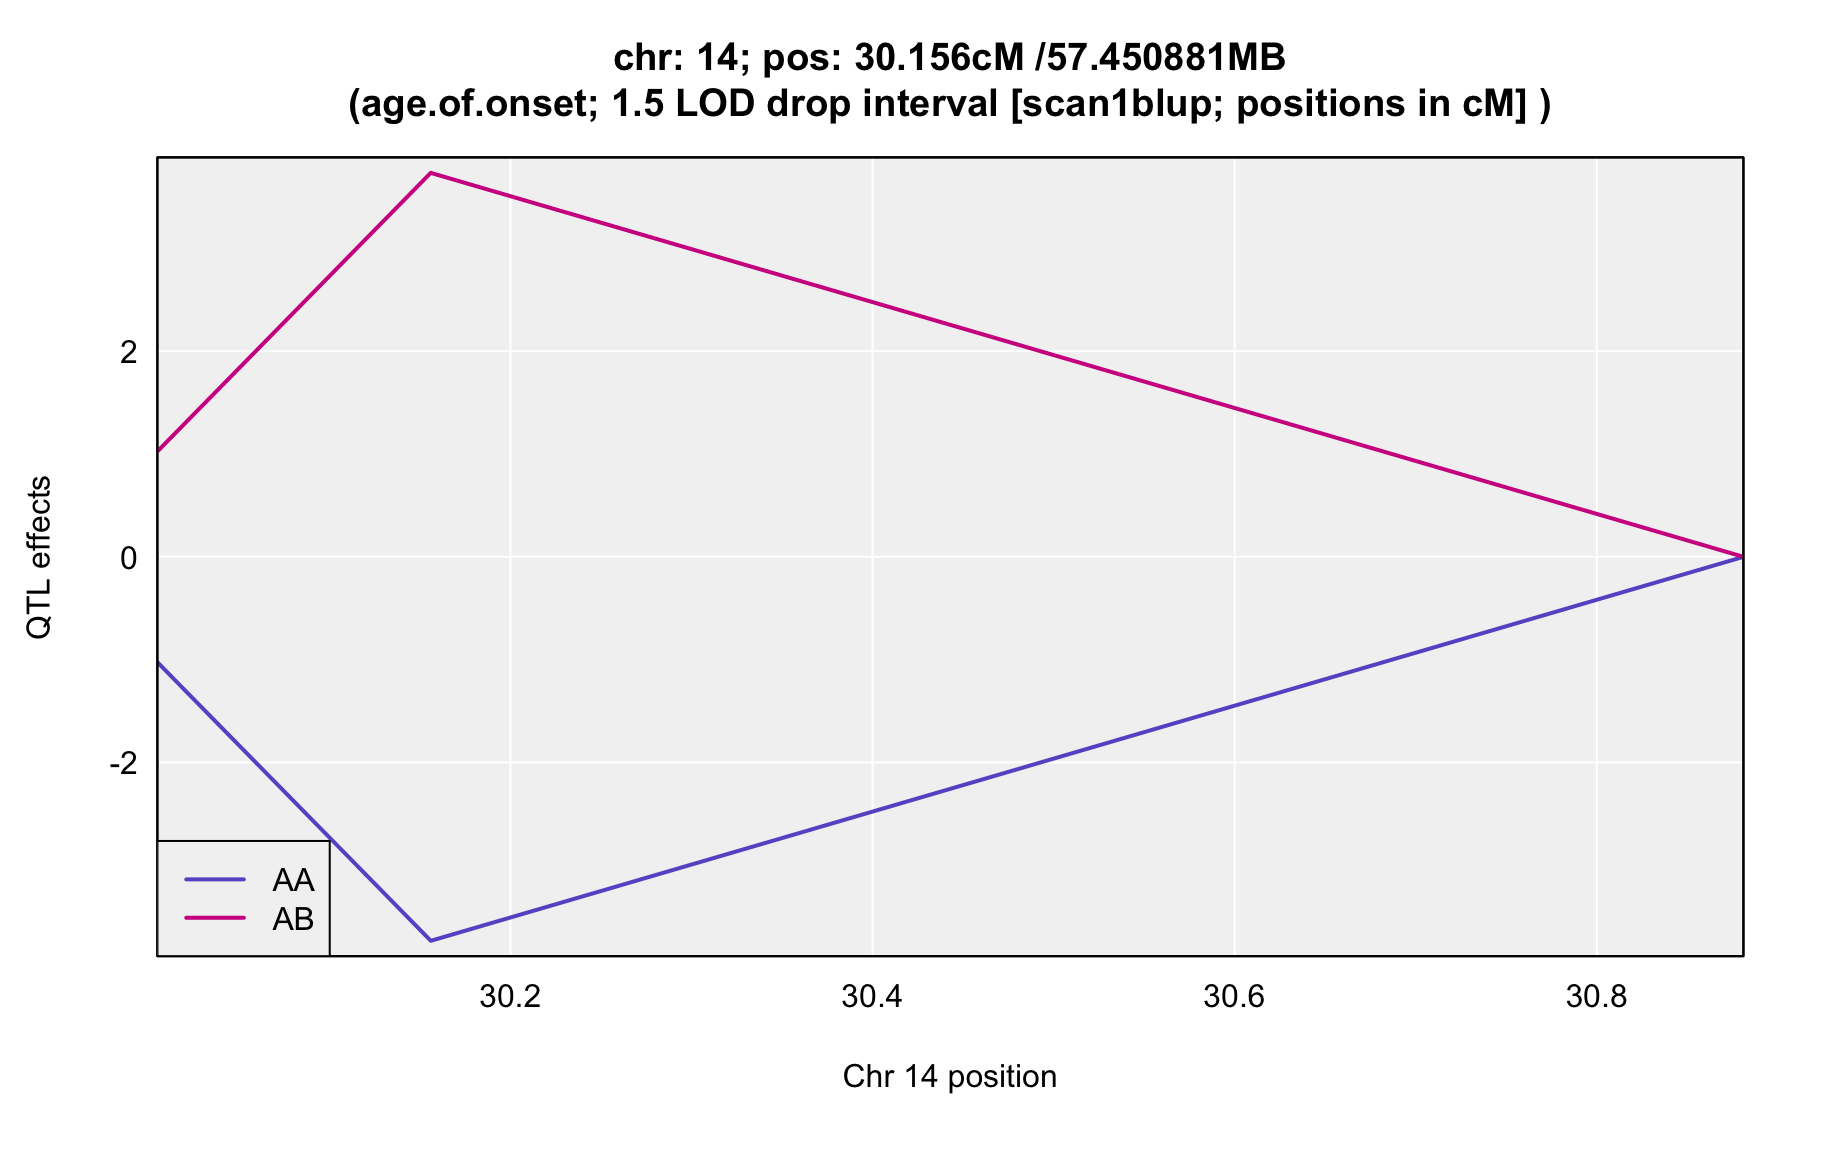 chr: 14; pos: 30.156cM /57.450881MB
(age.of.onset; 1.5 LOD drop interval [scan1blup; positions in cM] )
QTL effects
2
0
-2
AA
AB
30.2 30.4 30.6 30.8
Chr 14 position